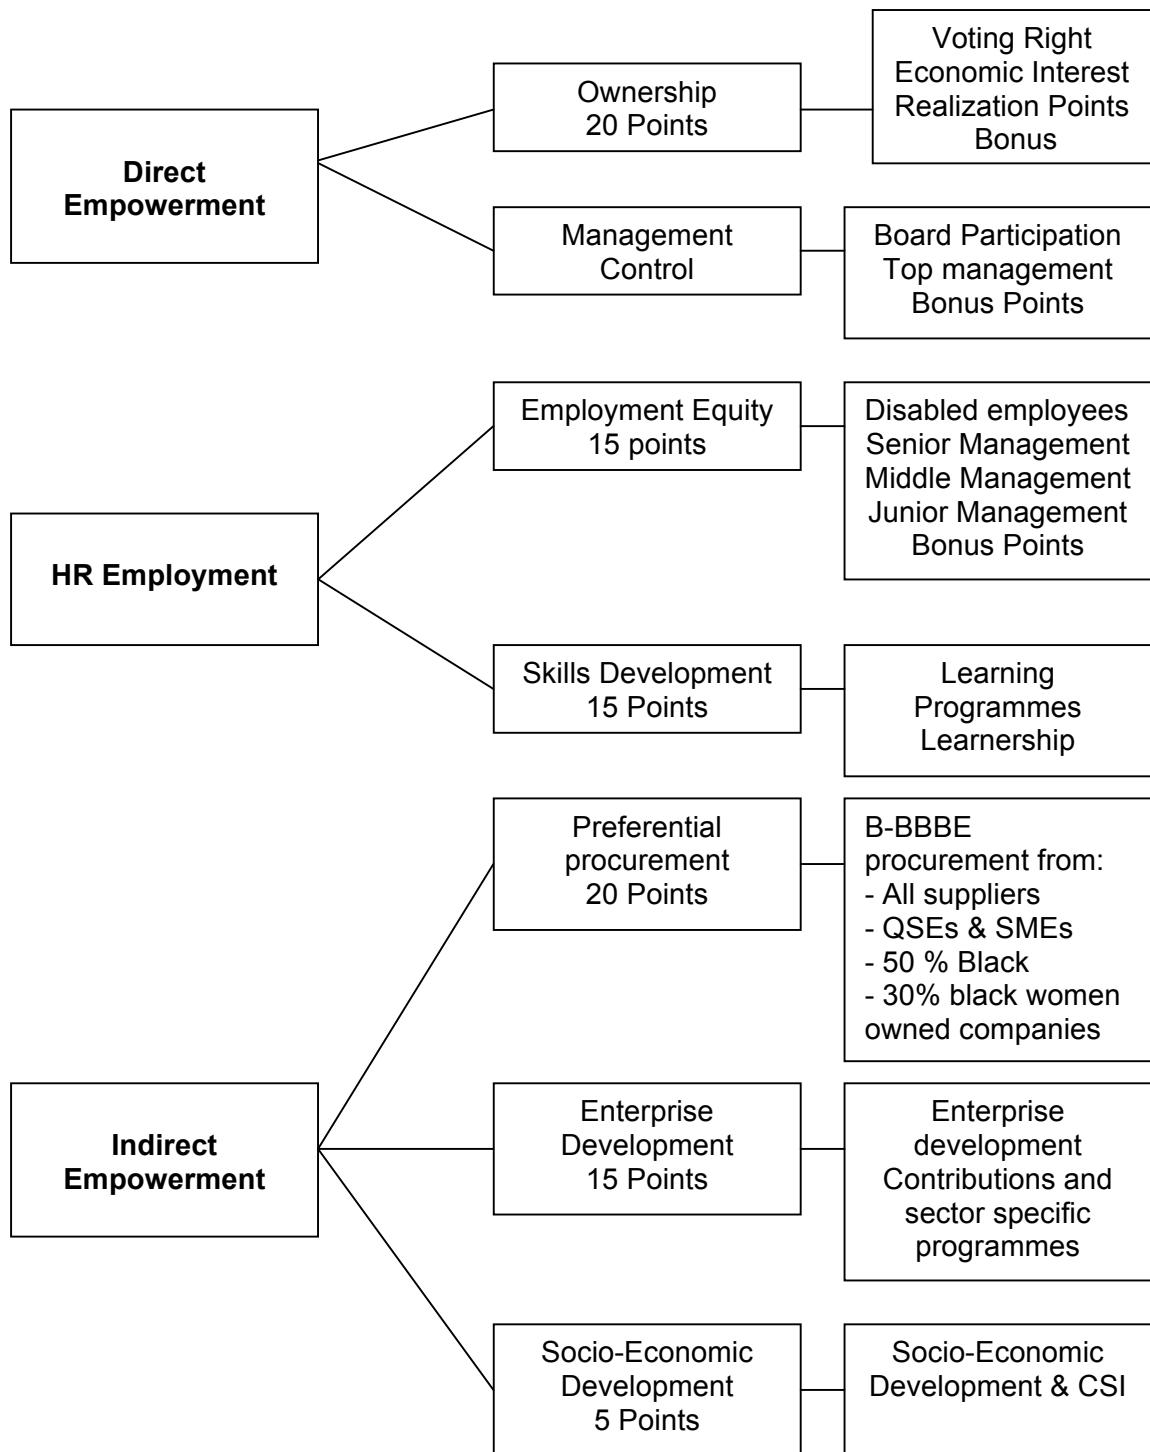 Direct
Empowerment
Ownership
20 Points
Voting Right
Economic Interest
Realization Points
Bonus
Management
Control
Board Participation
Top management
Bonus Points
HR Employment
Employment Equity
15 points
Disabled employees
Senior Management
Middle Management
Junior Management
Bonus Points
Skills Development
15 Points
Learning
Programmes
Learnership
Indirect
Empowerment
Preferential
procurement
20 Points
B-BBBE
procurement from:
- All suppliers
- QSEs & SMEs
- 50 % Black
- 30% black women
owned companies
Enterprise
Development
15 Points
Enterprise
development
Contributions and
sector specific
programmes
Socio-Economic
Development
5 Points
Socio-Economic
Development & CSI